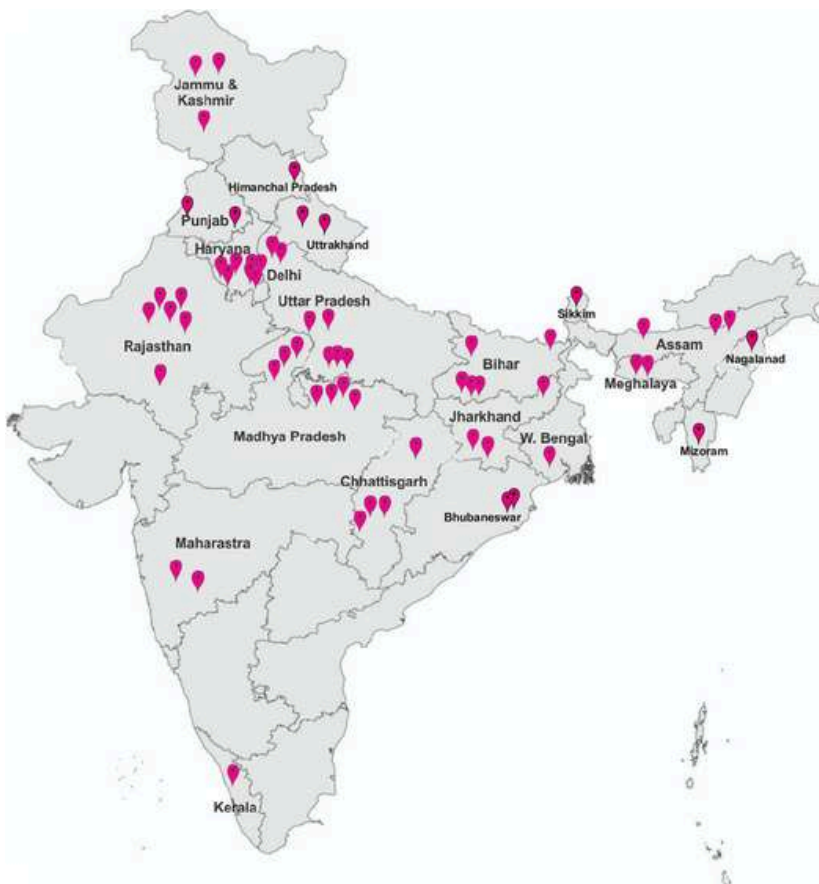 Jammu &
Kashmir
Himanchal Pradesh
Punjab
Uttrakhand
Haryana
Delhi
Uttar Pradesh
Sikkim
Rajasthan
Assam
Nagalanad
Bihar
Meghalaya
Jharkhand
Madhya Pradesh
W. Bengal
Mizoram
Chhattisgarh
Bhubaneswar
Maharastra
Kerala